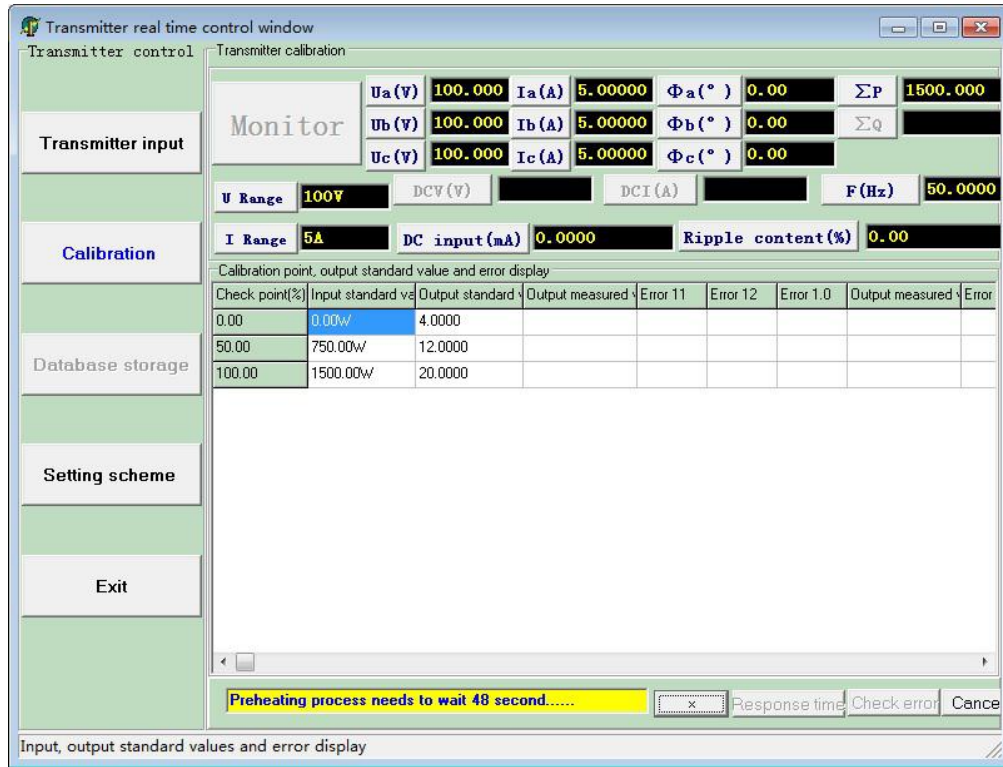 Transmitter real time control window
Transmitter control
Transmitter calibration
Monitor
Ua(V) 100.000 Ia(A) 5.00000 Φa(°) 0.00 ΣP 1500.000
Ub(V) 100.000 Ib(A) 5.00000 Φb(°) 0.00 ΣQ
Uc(V) 100.000 Ic(A) 5.00000 Φc(°) 0.00
U Range 100V DCV(V) DCI(A) F(Hz) 50.0000
I Range 5A DC input(mA) 0.0000 Ripple content(%) 0.00
Transmitter input
Calibration
Database storage
Setting scheme
Exit
Calibration point, output standard value and error display
Check point(%) Input standard va Output standard v Output measured v Error 11 Error 12 Error 1.0 Output measured v Error
0.00 0.00W 4.0000
50.00 750.00W 12.0000
100.00 1500.00W 20.0000
Preheating process needs to wait 48 second...... x Response time Check error Cance
Input, output standard values and error display